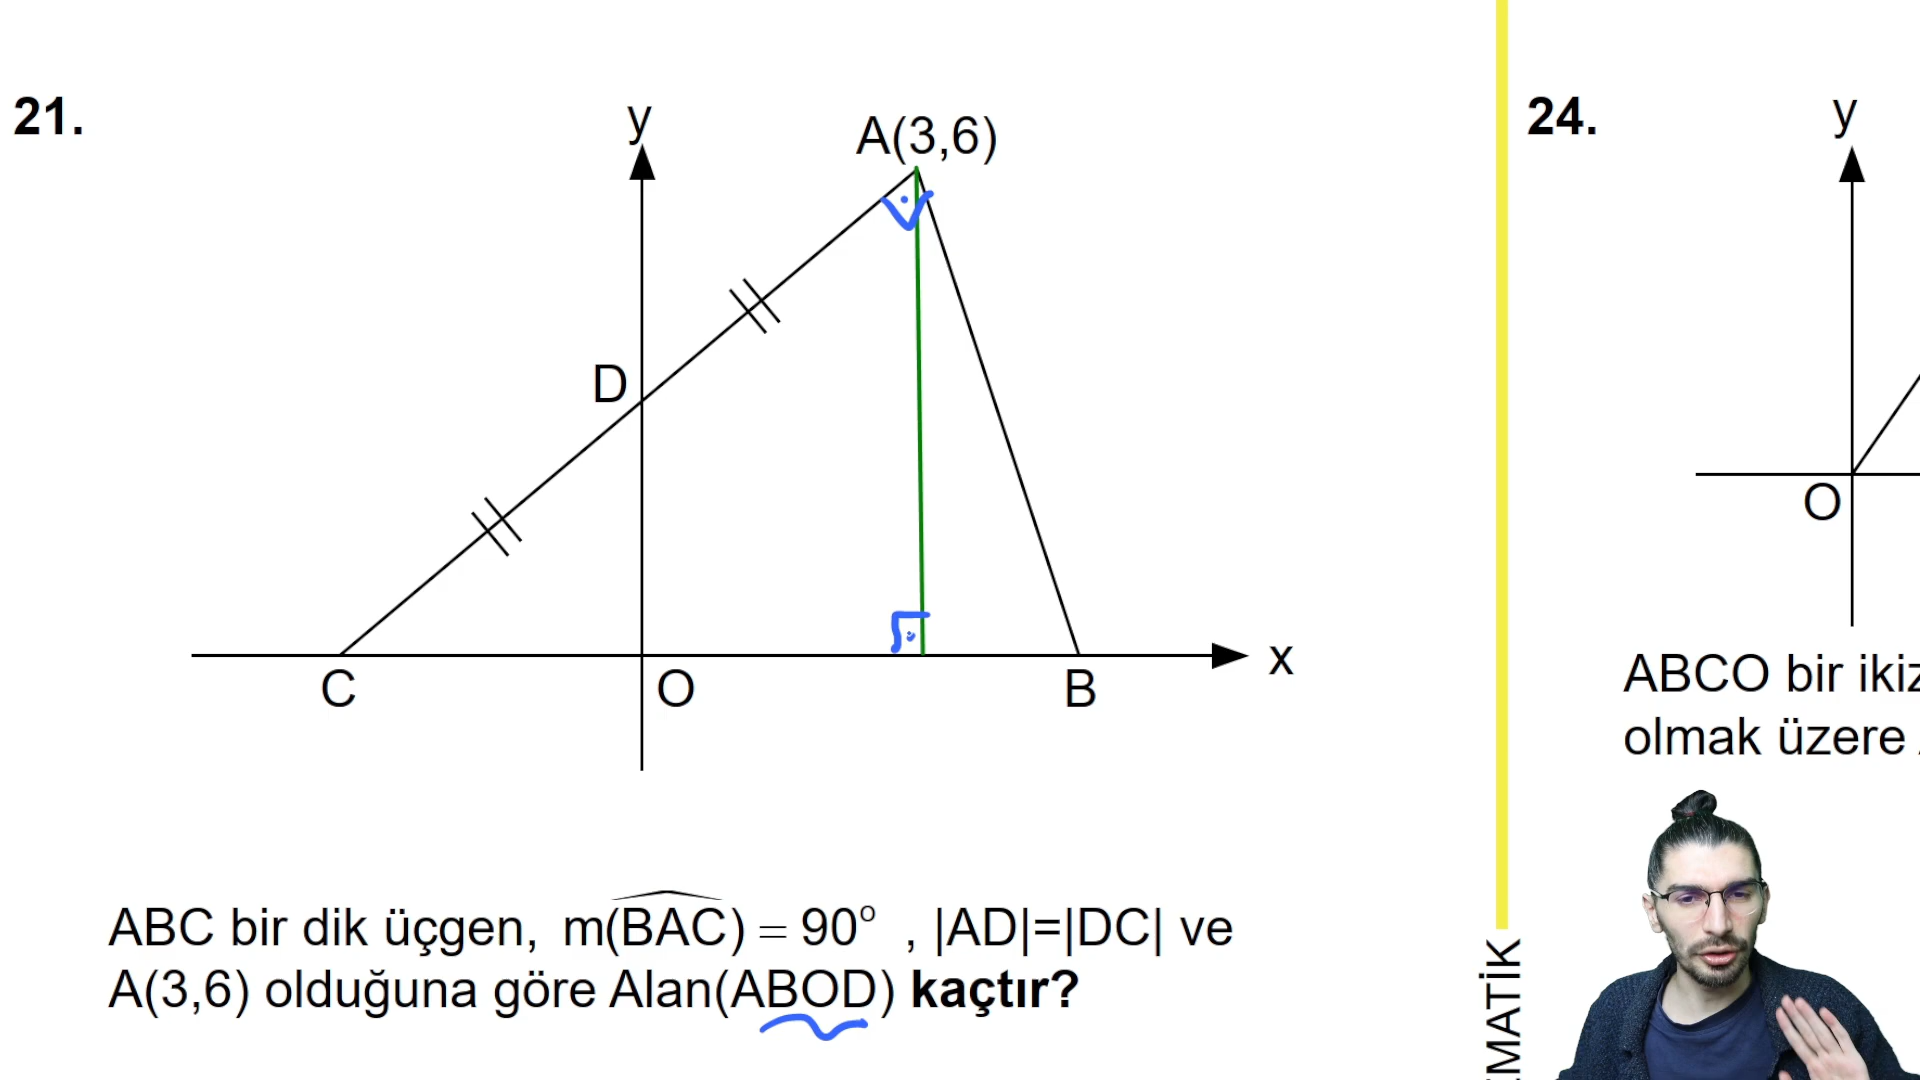 21.
y
A(3,6)
D
C
O
B
x
ABC bir dik üçgen, m(BAC) = 90° , |AD|=|DC| ve
A(3,6) olduğuna göre Alan(ABOD) kaçtır?
24.
y
O
ABCO bir ikiz
olmak üzere
EMATİK